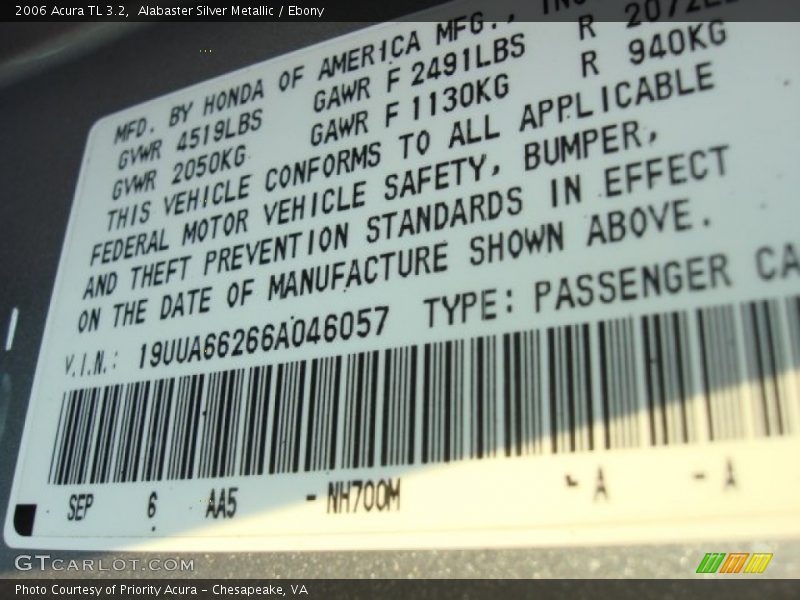 2006 Acura TL 3.2, Alabaster Silver Metallic / Ebony
MFD. BY HONDA OF AMERICA MFG.,
GVWR 4519LBS GAWR F 2491LBS R
GVWR 2050KG GAWR F 1130KG R 940KG
THIS VEHICLE CONFORMS TO ALL APPLICABLE
FEDERAL MOTOR VEHICLE SAFETY, BUMPER,
AND THEFT PREVENTION STANDARDS IN EFFECT
ON THE DATE OF MANUFACTURE SHOWN ABOVE.
V.I.N.: 19UUA66266A046057 TYPE: PASSENGER CA
SEP 6 AA5 - NH700M - A - A
GTCARLOT.COM
Photo Courtesy of Priority Acura - Chesapeake, VA